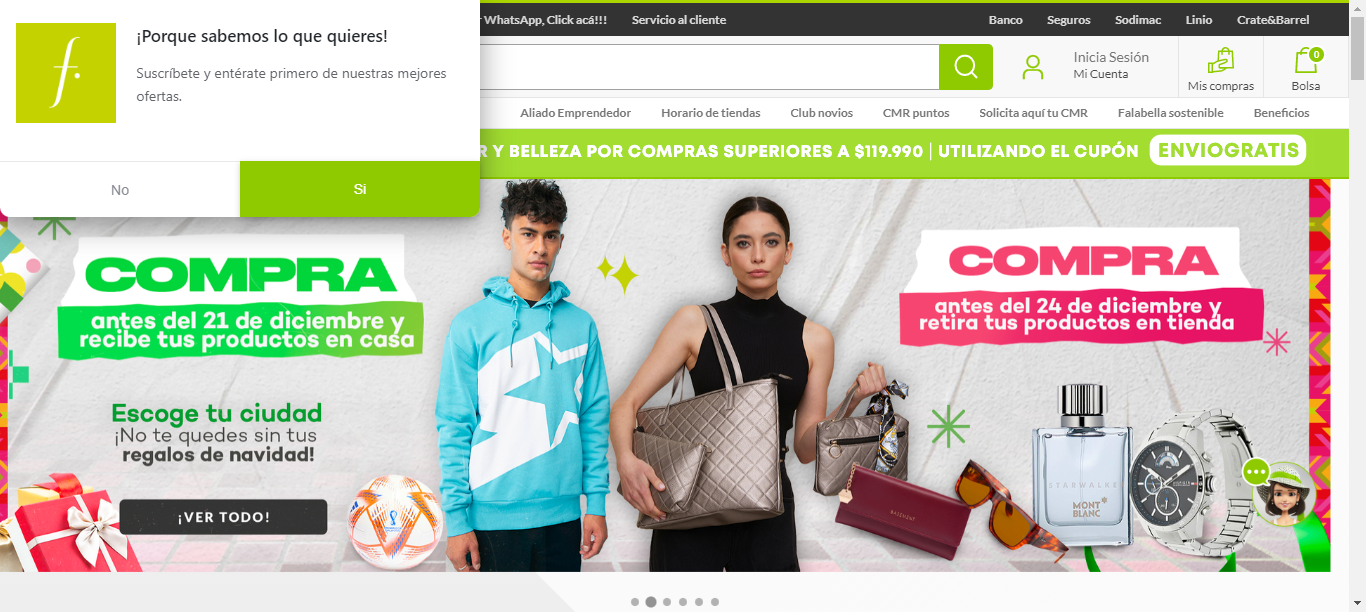 f.
¡Porque sabemos lo que quieres!
Suscríbete y entérate primero de nuestras mejores
ofertas.
No
Si
WhatsApp, Click acá!!!
Servicio al cliente
Banco
Seguros
Sodimac
Linio
Crate&Barrel
Inicia Sesión
Mi Cuenta
Mis compras
0
Bolsa
Aliado Emprendedor
Horario de tiendas
Club novios
CMR puntos
Solicita aquí tu CMR
Falabella sostenible
Beneficios
R Y BELLEZA POR COMPRAS SUPERIORES A $119.990 | UTILIZANDO EL CUPÓN ENVIOGRATIS
COMPRA
antes del 21 de diciembre y
recibe tus productos en casa
Escoge tu ciudad
¡No te quedes sin tus
regalos de navidad!
¡VER TODO!
COMPRA
antes del 24 de diciembre y
retira tus productos en tienda
BASEMENT
STARWALKER
MONT
BLANC